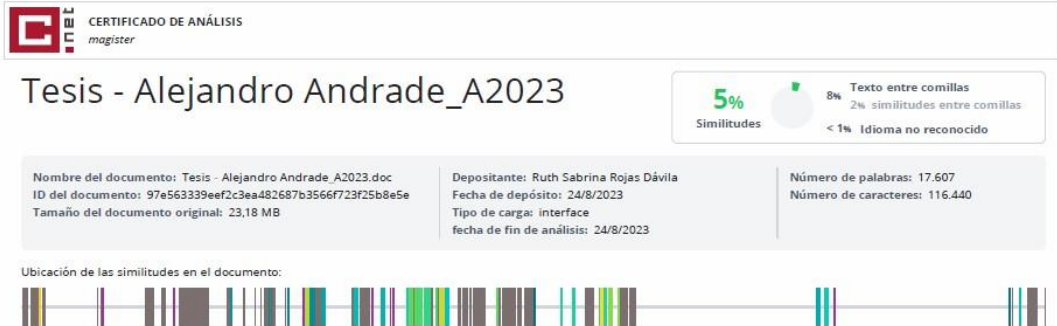 C.net
CERTIFICADO DE ANÁLISIS
magister
Tesis - Alejandro Andrade_A2023
5%
Similitudes
8% Texto entre comillas
2% similitudes entre comillas
< 1% Idioma no reconocido
Nombre del documento: Tesis - Alejandro Andrade_A2023.doc
ID del documento: 97e563339eef2c3ea482687b3566f723f25b8e5e
Tamaño del documento original: 23,18 MB
Depositante: Ruth Sabrina Rojas Dávila
Fecha de depósito: 24/8/2023
Tipo de carga: interface
fecha de fin de análisis: 24/8/2023
Número de palabras: 17.607
Número de caracteres: 116.440
Ubicación de las similitudes en el documento: